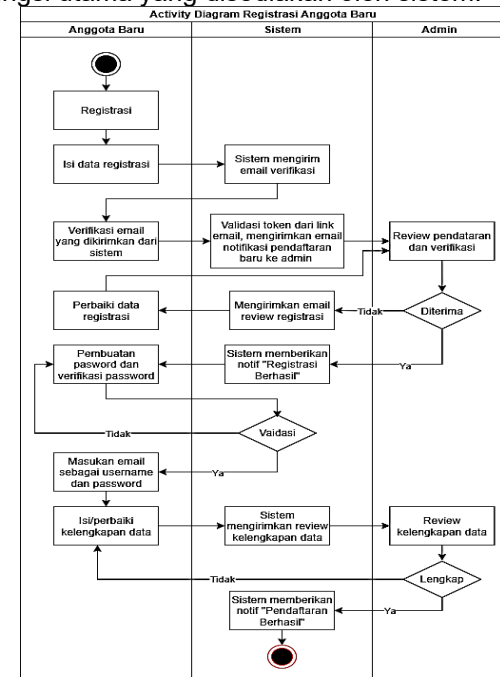 Activity Diagram Registrasi Anggota Baru
Anggota Baru
Sistem
Admin
Registrasi
Isi data registrasi
Sistem mengirim
email verifikasi
Verifikasi email
yang dikirimkan dari
sistem
Validasi token dari link
email, mengirimkan email
notifikasi pendaftaran
baru ke admin
Review pendataran
dan verifikasi
Perbaiki data
registrasi
Mengirimkan email
review registrasi
Tidak
Diterima
Pembuatan
pasword dan
verifikasi password
Sistem memberikan
notif "Registrasi
Berhasil"
Ya
Tidak
Vaidasi
Masukan email
sebagai username
dan password
Ya
Isi/perbaiki
kelengkapan data
Sistem
mengirimkan review
kelengkapan data
Review
kelengkapan data
Tidak
Lengkap
Sistem memberikan
notif "Pendaftaran
Berhasil"
Ya